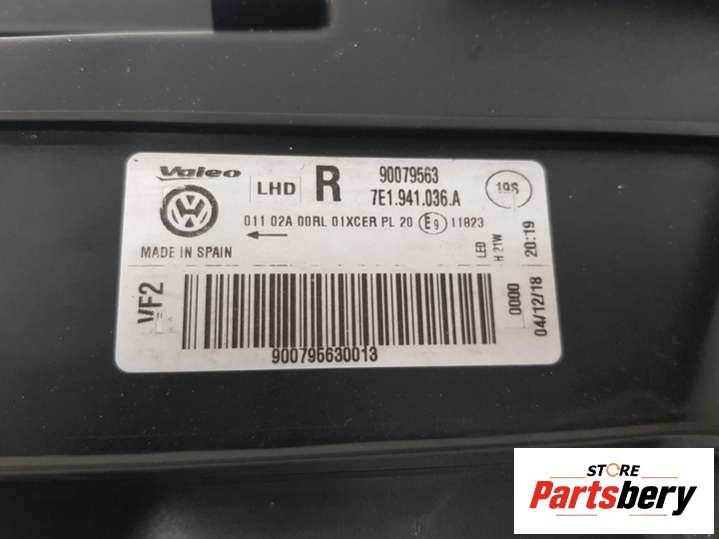 Valeo
LHD
R
90079563
7E1.941.036.A
19S
011 02A 00RL 01XCER PL 20 E9 11823
MADE IN SPAIN
LED
H 21W
20:19
VF2
0000
04/12/18
900795630013
STORE
Partsbery